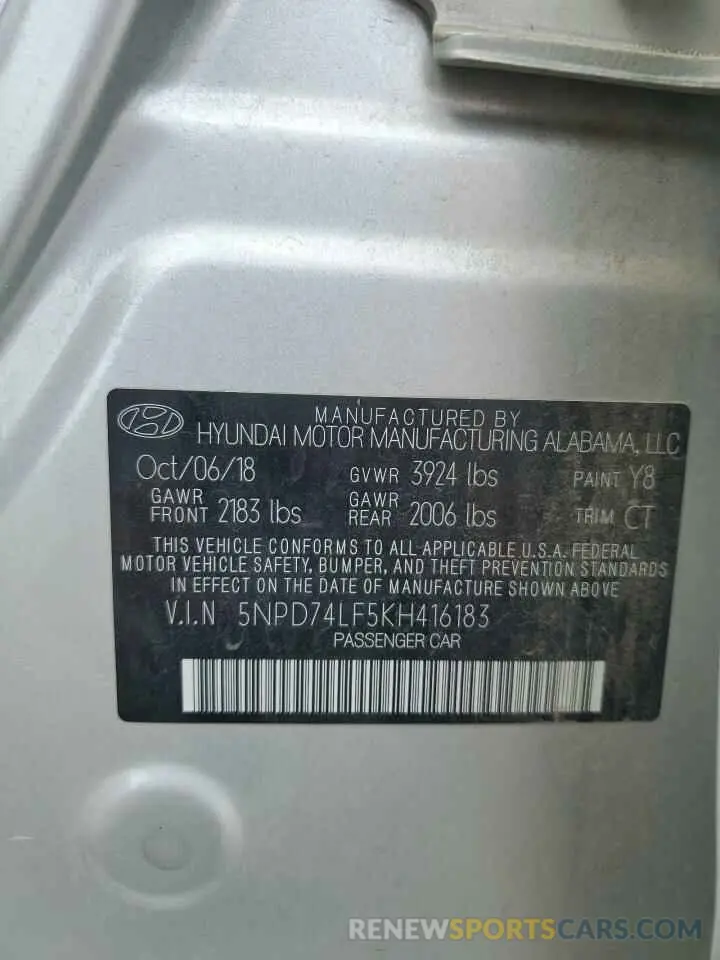 MANUFACTURED BY
HYUNDAI MOTOR MANUFACTURING ALABAMA, LLC
Oct/06/18 GVWR 3924 lbs PAINT Y8
GAWR FRONT 2183 lbs GAWR REAR 2006 lbs TRIM CT
THIS VEHICLE CONFORMS TO ALL APPLICABLE U.S.A. FEDERAL
MOTOR VEHICLE SAFETY, BUMPER, AND THEFT PREVENTION STANDARDS
IN EFFECT ON THE DATE OF MANUFACTURE SHOWN ABOVE
V.I.N 5NPD74LF5KH416183
PASSENGER CAR
RENEWSPORTSCARS.COM